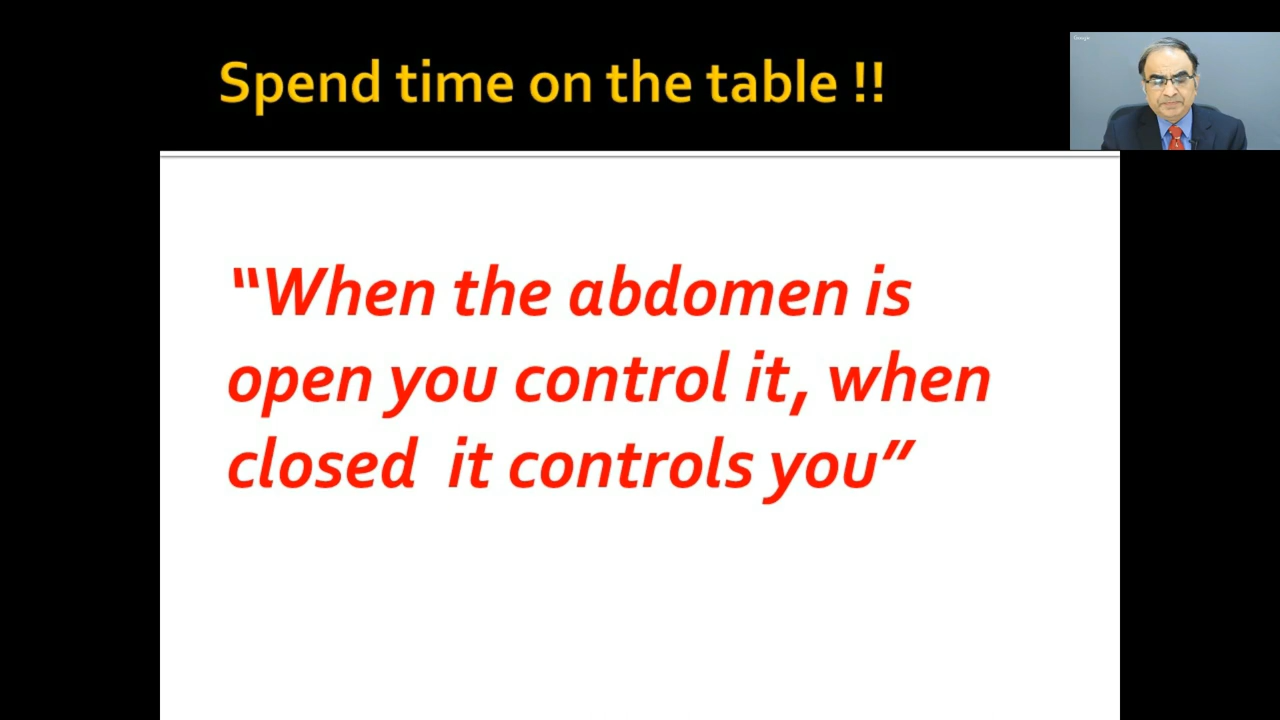 Spend time on the table !!
“When the abdomen is
open you control it, when
closed  it controls you”